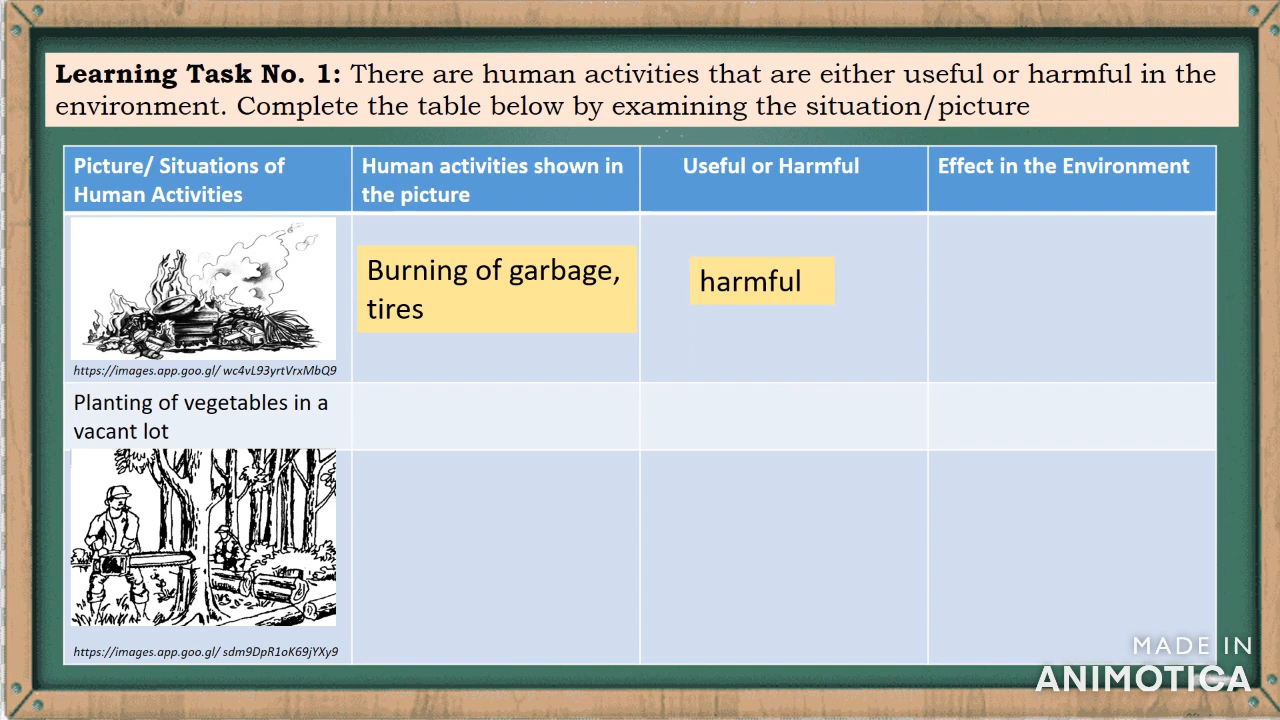 Learning Task No. 1: There are human activities that are either useful or harmful in the
environment. Complete the table below by examining the situation/picture
Picture/ Situations of
Human Activities
Human activities shown in
the picture
Useful or Harmful
Effect in the Environment
Burning of garbage,
tires
harmful
https://images.app.goo.gl/ wc4vL93yrtVrxMbQ9
Planting of vegetables in a
vacant lot
https://images.app.goo.gl/ sdm9DpR1oK69jYXy9
MADE IN
ANIMOTICA